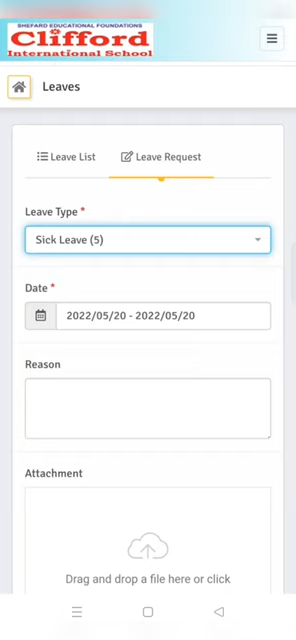 SHEFARD EDUCATIONAL FOUNDATIONS
Clifford
International School
Leaves
Leave List
Leave Request
Leave Type *
Sick Leave (5)
Date *
2022/05/20 - 2022/05/20
Reason
Attachment
Drag and drop a file here or click